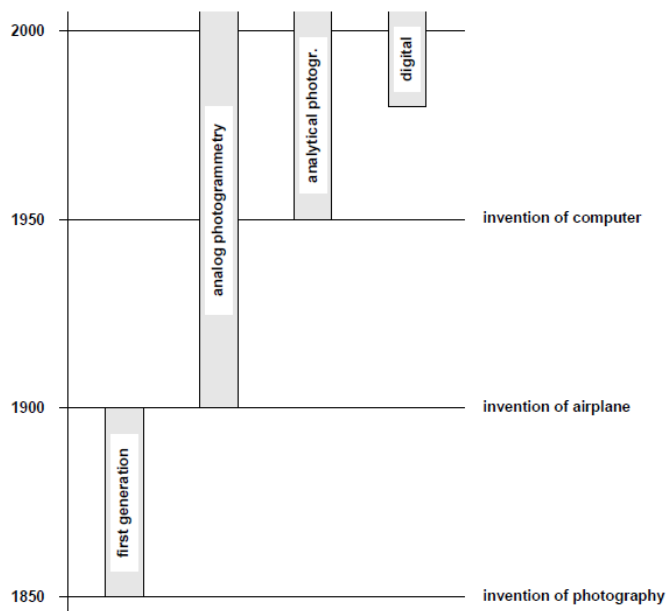 2000
digital
analytical photogr.
analog photogrammetry
1950
invention of computer
1900
invention of airplane
first generation
1850
invention of photography